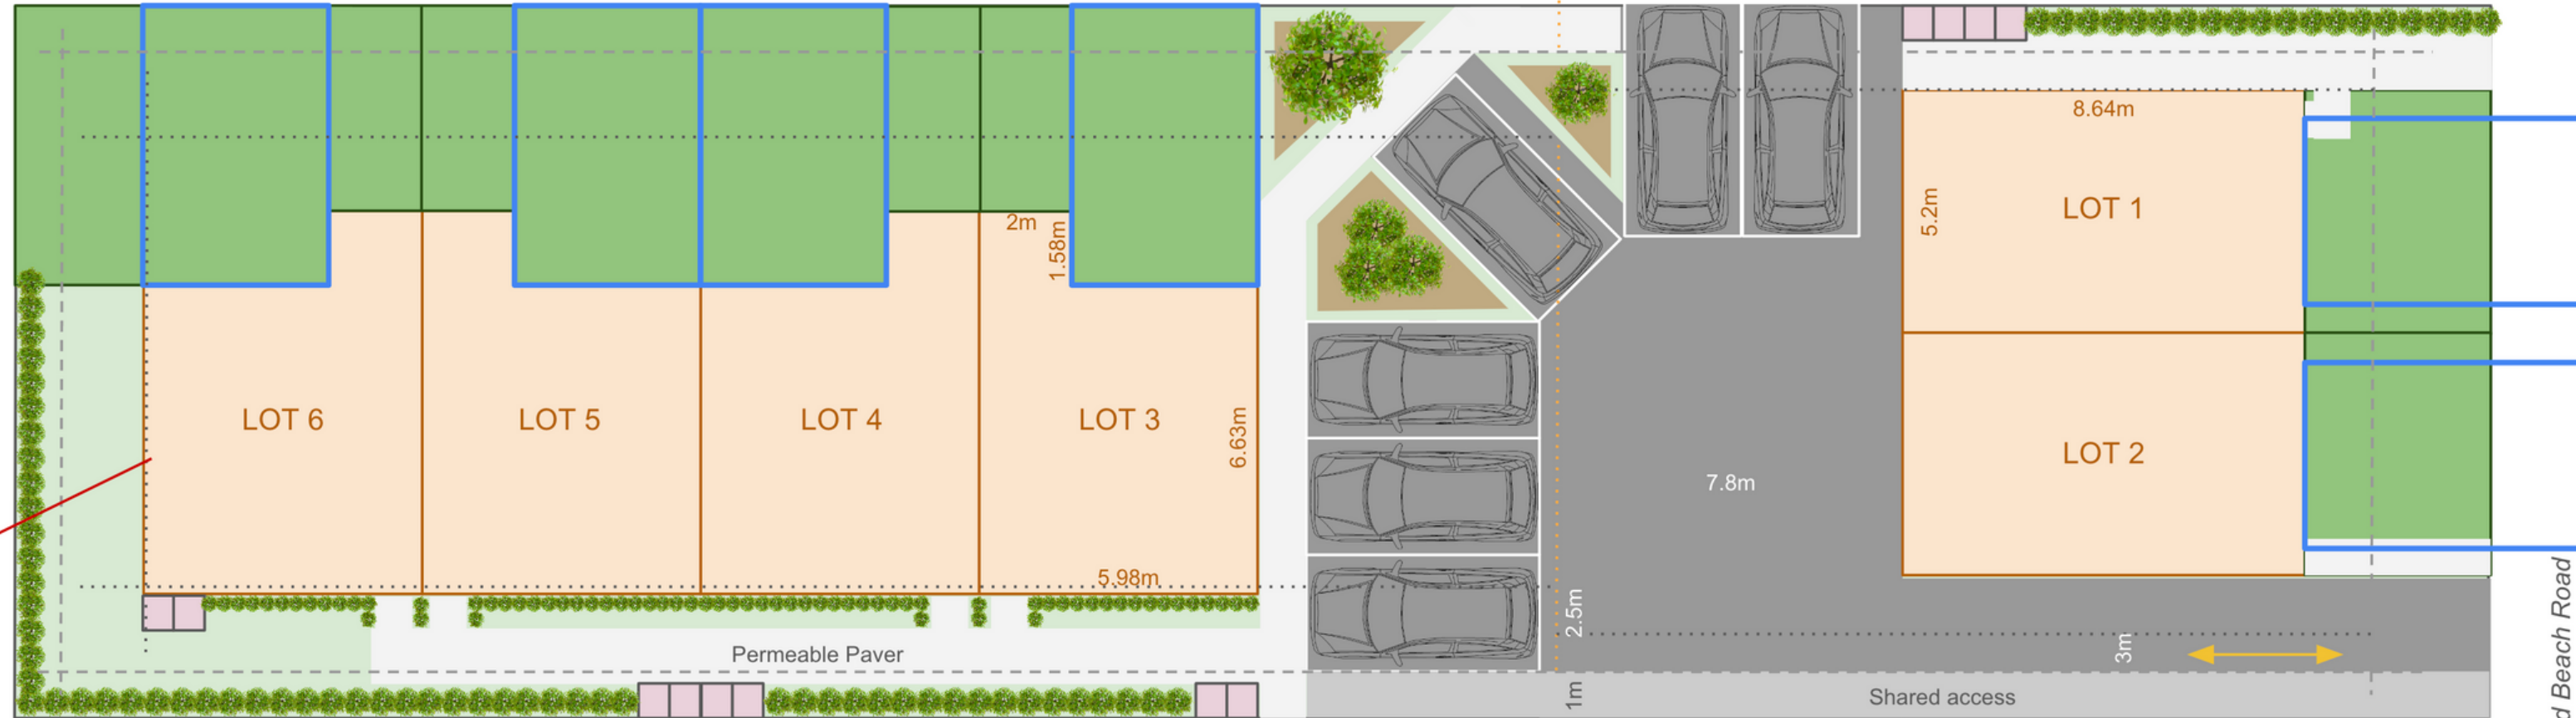 8.64m
5.2m
LOT 1
2m
1.58m
LOT 6
LOT 5
LOT 4
LOT 3
6.63m
LOT 2
7.8m
5.98m
2.5m
Permeable Paver
3m
1m
Shared access
Beach Road